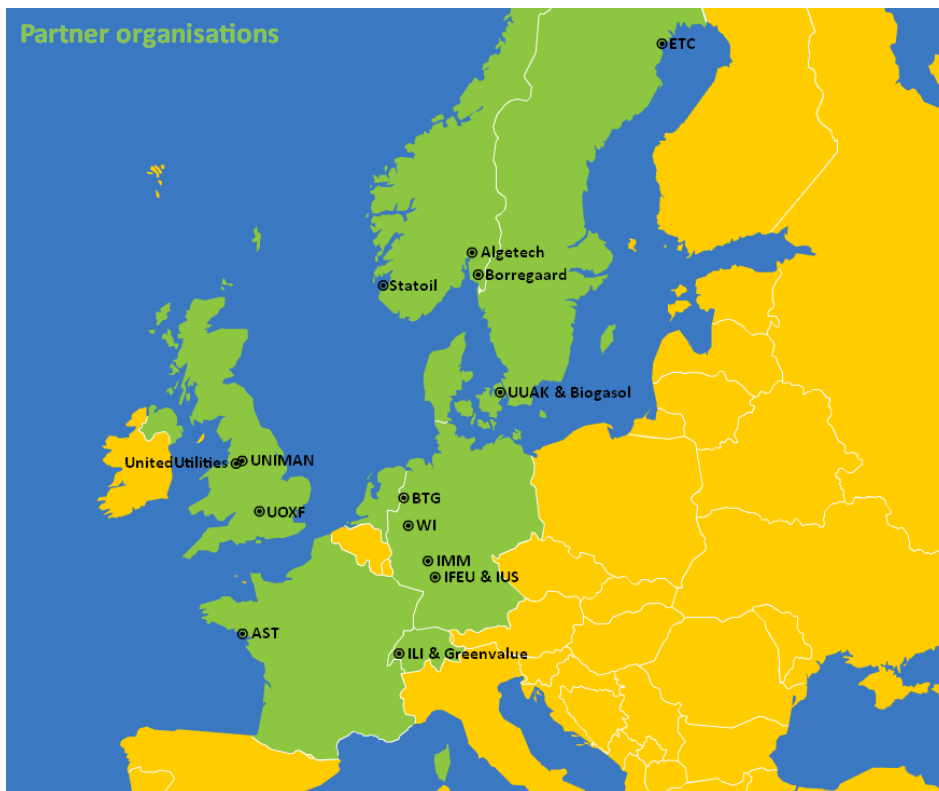 Partner organisations
ETC
Algetech
Borregaard
Statoil
UUAK & Biogasol
UNIMAN
UnitedUtilities
BTG
UOXF
WI
IMM
IFEU & IUS
AST
ILI & Greenvalue